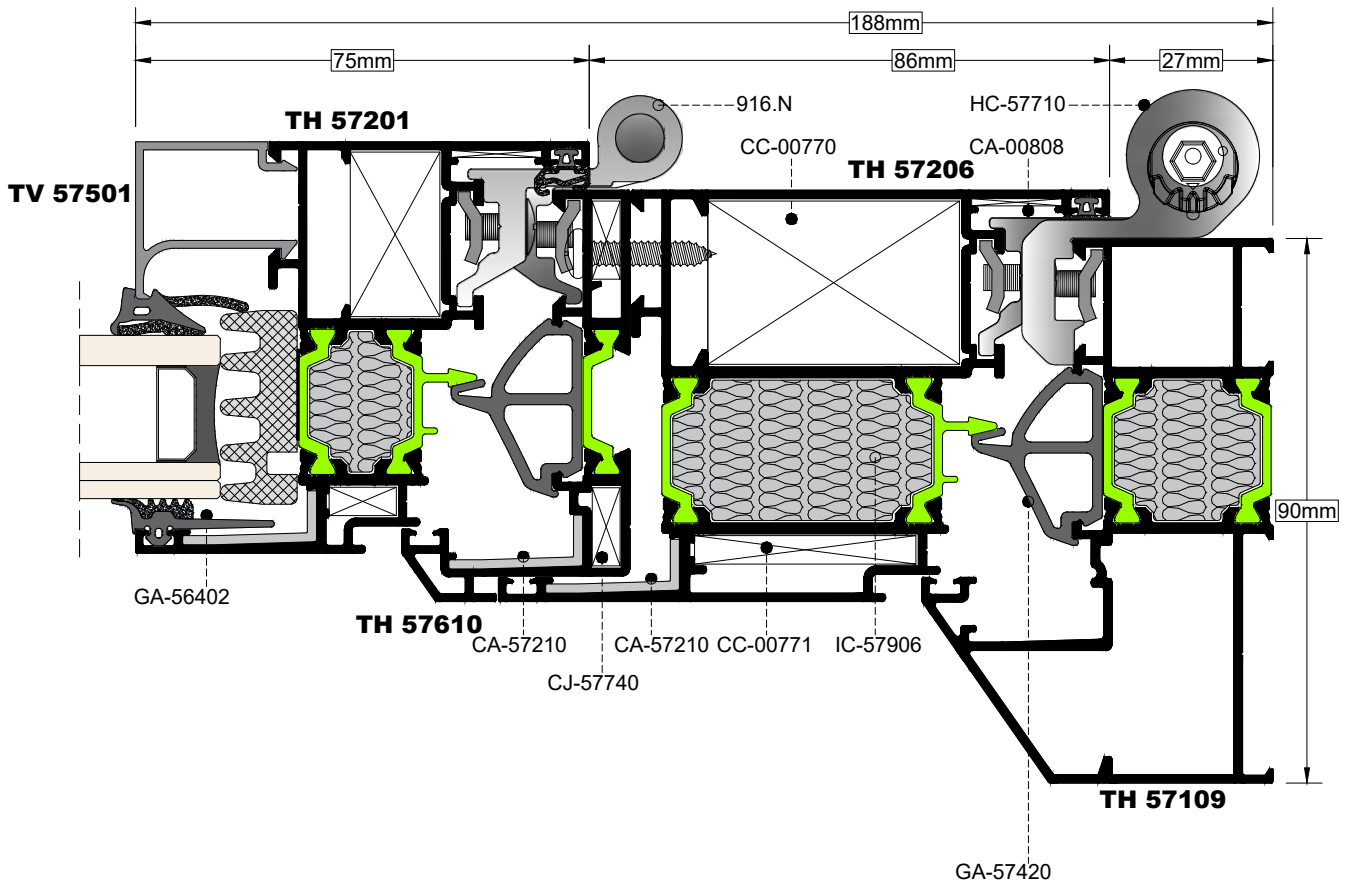 188mm
75mm
86mm
27mm
916.N
HC-57710
TH 57201
CC-00770
TH 57206
CA-00808
TV 57501
90mm
GA-56402
TH 57610
CA-57210
CA-57210
CC-00771
IC-57906
CJ-57740
TH 57109
GA-57420